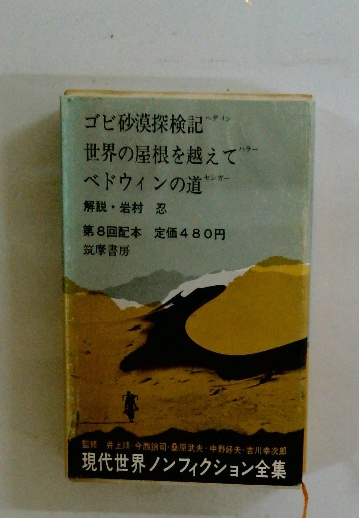 ゴビ砂漠探検記 ヘディン
世界の屋根を越えて ハラー
ベドウィンの道 セシガー
解説・岩村 忍
第8回配本 定価480円
筑摩書房
監修 井上靖・今西錦司・桑原武夫・中野好夫・吉川幸次郎
現代世界ノンフィクション全集